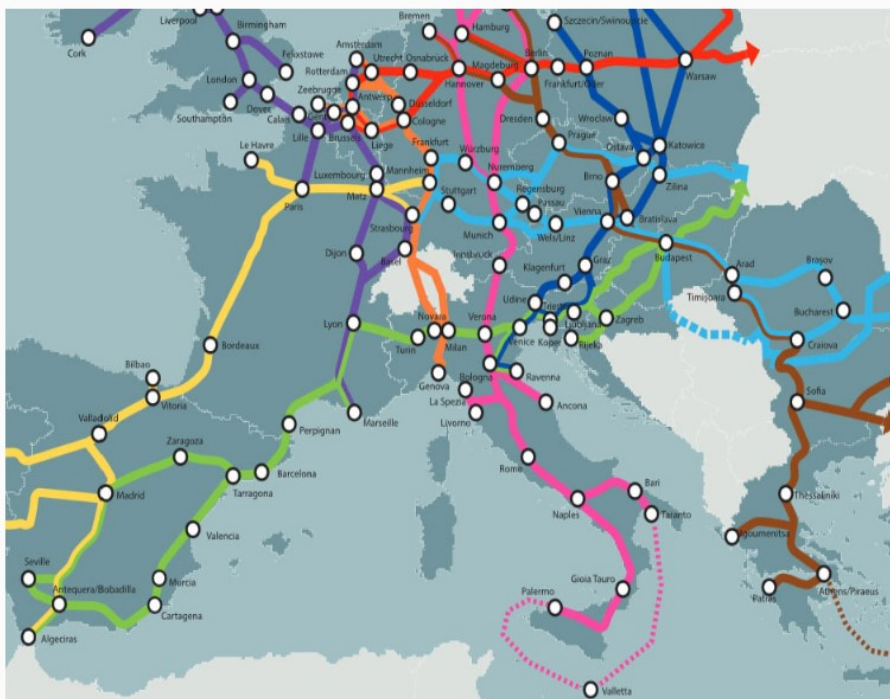 Liverpool
Birmingham
Bremen
Hamburg
Szczecin/Swinoujscie
Cork
Felixstowe
Amsterdam
Utrecht
Osnabrück
Magdeburg
Berlin
Poznan
Rotterdam
Hannover
Frankfurt/Oder
Warsaw
London
Zeebrugge
Antwerp
Düsseldorf
Dover
Calais
Gent
Cologne
Dresden
Wroclaw
Southampton
Lille
Brussels
Liège
Prague
Katowice
Le Havre
Frankfurt
Würzburg
Ostava
Luxembourg
Mannheim
Nuremberg
Brno
Zilina
Paris
Metz
Stuttgart
Regensburg
Passau
Strasbourg
Vienna
Bratislava
Munich
Wels/Linz
Dijon
Basel
Budapest
Innsbruck
Klagenfurt
Graz
Arad
Braşov
Udine
Timişoara
Lyon
Novara
Verona
Ljubljana
Zagreb
Bucharest
Turin
Milan
Venice
Koper
Rijeka
Craiova
Bordeaux
Bilbao
Genova
Bologna
Ravenna
Sofia
Vitoria
La Spezia
Ancona
Valladolid
Marseille
Livorno
Perpignan
Zaragoza
Barcelona
Rome
Tarragona
Bari
Madrid
Naples
Taranto
Thessaliniki
Valencia
Igoumenitsa
Seville
Murcia
Gioia Tauro
Antequera/Bobadilla
Palermo
Patras
Athens/Piraeus
Cartagena
Algeciras
Valletta